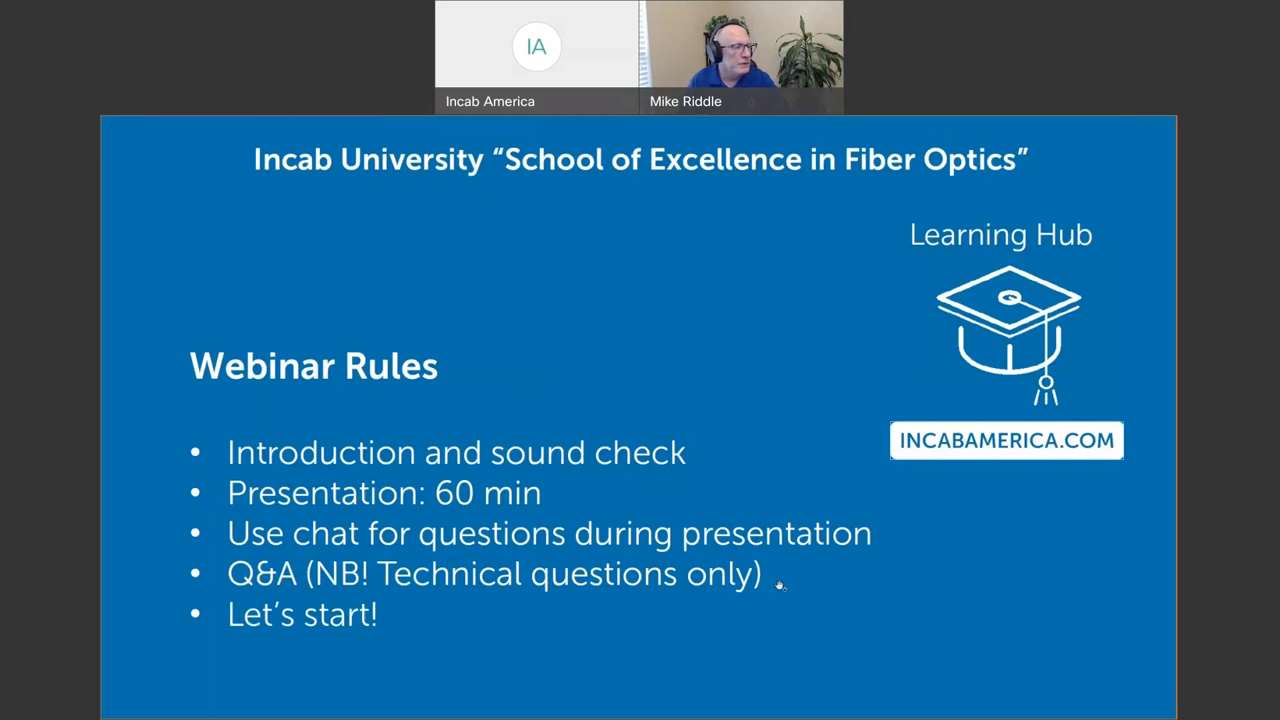 IA
Incab America
Mike Riddle
Incab University “School of Excellence in Fiber Optics”
Learning Hub
INCABAMERICA.COM
Webinar Rules
• Introduction and sound check
• Presentation: 60 min
• Use chat for questions during presentation
• Q&A (NB! Technical questions only)
• Let’s start!